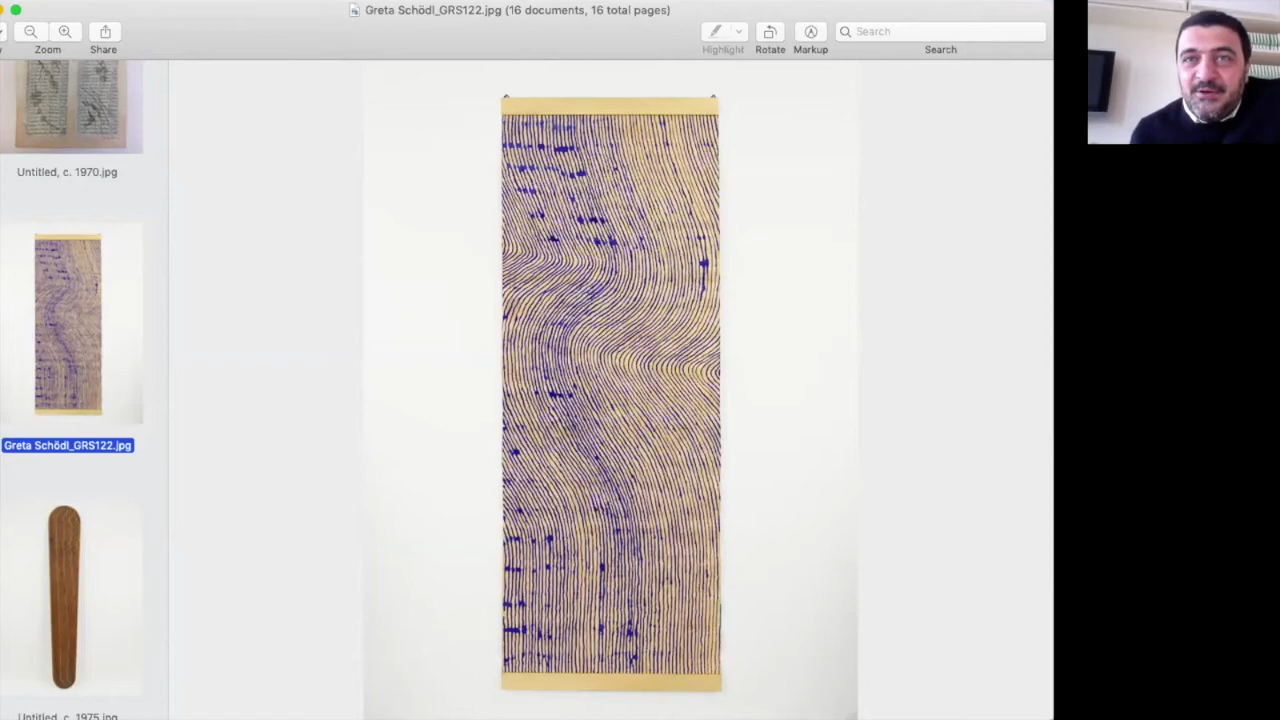 Greta Schödl_GRS122.jpg (16 documents, 16 total pages)
Zoom
Share
Highlight
Rotate
Markup
Search
Search
Untitled, c. 1970.jpg
Greta Schödl_GRS122.jpg
Untitled, c. 1975.jpg